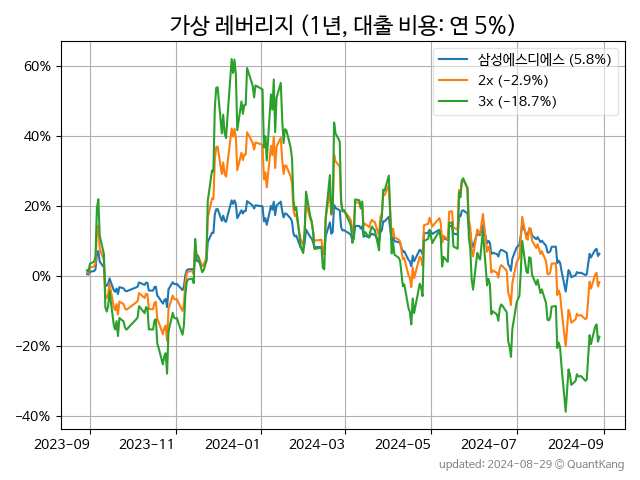 가상 레버리지 (1년, 대출 비용: 연 5%)
삼성에스디에스 (5.8%)
2x (−2.9%)
3x (−18.7%)
60%
40%
20%
0%
−20%
−40%
2023-09 2023-11 2024-01 2024-03 2024-05 2024-07 2024-09
updated: 2024-08-29 © QuantKang